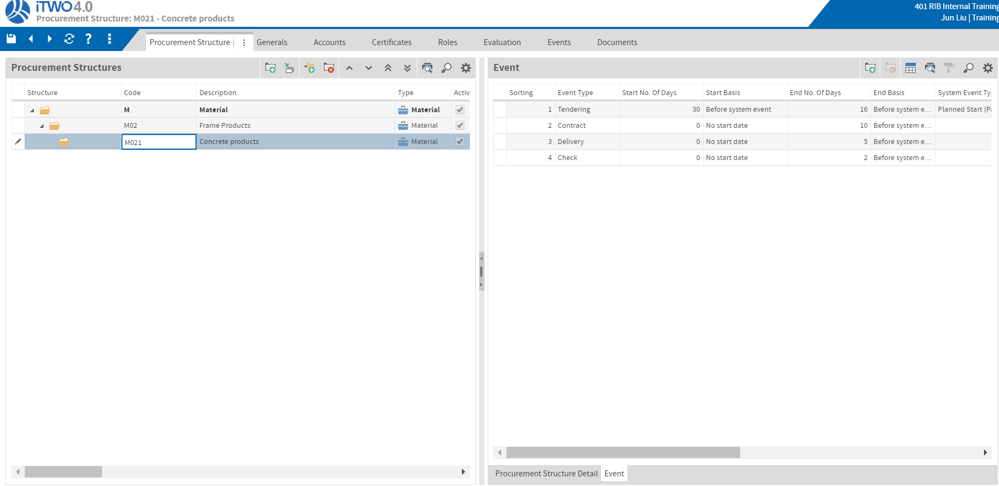 iTWO 4.0
Procurement Structure: M021 - Concrete products
401 RIB Internal Training
Jun Liu | Training
Procurement Structure Generals Accounts Certificates Roles Evaluation Events Documents
Procurement Structures
Structure Code Description Type Activ
M Material Material
M02 Frame Products Material
M021 Concrete products Material
Event
Sorting Event Type Start No. Of Days Start Basis End No. Of Days End Basis System Event Ty
1 Tendering 30 Before system event 16 Before system e... Planned Start (P
2 Contract 0 No start date 10 Before system e...
3 Delivery 0 No start date 5 Before system e...
4 Check 0 No start date 2 Before system e...
Procurement Structure Detail Event